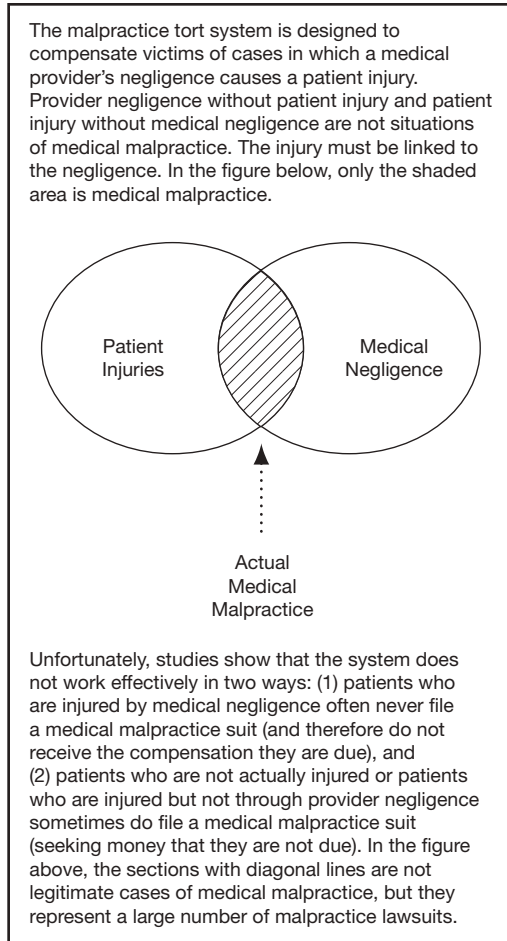 The malpractice tort system is designed to
compensate victims of cases in which a medical
provider's negligence causes a patient injury.
Provider negligence without patient injury and patient
injury without medical negligence are not situations
of medical malpractice. The injury must be linked to
the negligence. In the figure below, only the shaded
area is medical malpractice.
Patient
Injuries
Medical
Negligence
Actual
Medical
Malpractice
Unfortunately, studies show that the system does
not work effectively in two ways: (1) patients who
are injured by medical negligence often never file
a medical malpractice suit (and therefore do not
receive the compensation they are due), and
(2) patients who are not actually injured or patients
who are injured but not through provider negligence
sometimes do file a medical malpractice suit
(seeking money that they are not due). In the figure
above, the sections with diagonal lines are not
legitimate cases of medical malpractice, but they
represent a large number of malpractice lawsuits.